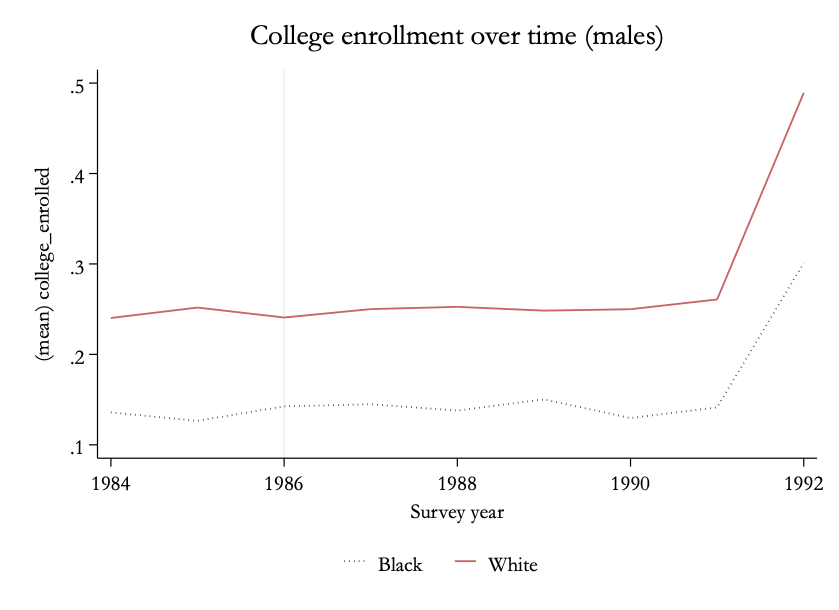 College enrollment over time (males)
(mean) college_enrolled
.5
.4
.3
.2
.1
1984 1986 1988 1990 1992
Survey year
Black White